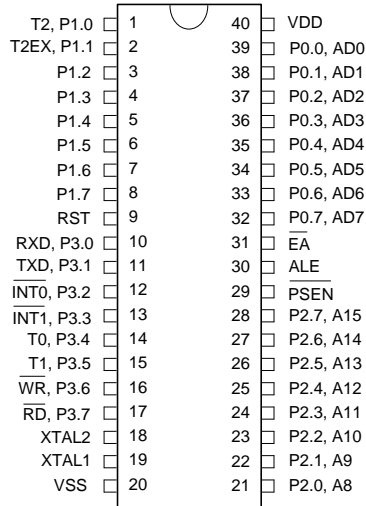 T2, P1.0 1 40 VDD
T2EX, P1.1 2 39 P0.0, AD0
P1.2 3 38 P0.1, AD1
P1.3 4 37 P0.2, AD2
P1.4 5 36 P0.3, AD3
P1.5 6 35 P0.4, AD4
P1.6 7 34 P0.5, AD5
P1.7 8 33 P0.6, AD6
RST 9 32 P0.7, AD7
RXD, P3.0 10 31 E̅A̅
TXD, P3.1 11 30 ALE
I̅N̅T̅0̅, P3.2 12 29 P̅S̅E̅N̅
I̅N̅T̅1̅, P3.3 13 28 P2.7, A15
T0, P3.4 14 27 P2.6, A14
T1, P3.5 15 26 P2.5, A13
W̅R̅, P3.6 16 25 P2.4, A12
R̅D̅, P3.7 17 24 P2.3, A11
XTAL2 18 23 P2.2, A10
XTAL1 19 22 P2.1, A9
VSS 20 21 P2.0, A8